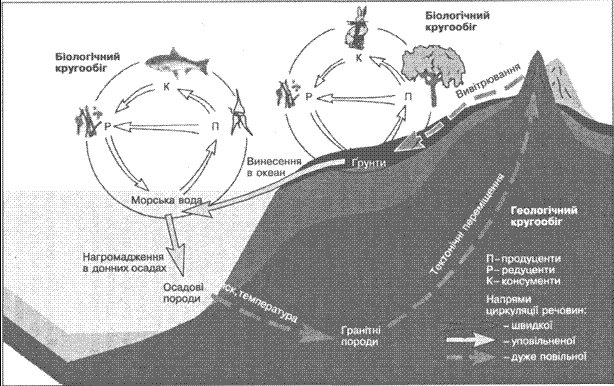 Біологічний
кругообіг
К
Р
П
Морська вода
Біологічний
кругообіг
К
Р
П
Ґрунти
Вивітрювання
Винесення
в океан
Нагромадження
в донних осадах
Осадові
породи
температура
Гранітні
породи
Тектонічні переміщення
Геологічний
кругообіг
П – продуценти
Р – редуценти
К – консументи
Напрями
циркуляції речовин:
– швидкої
– уповільненої
– дуже повільної